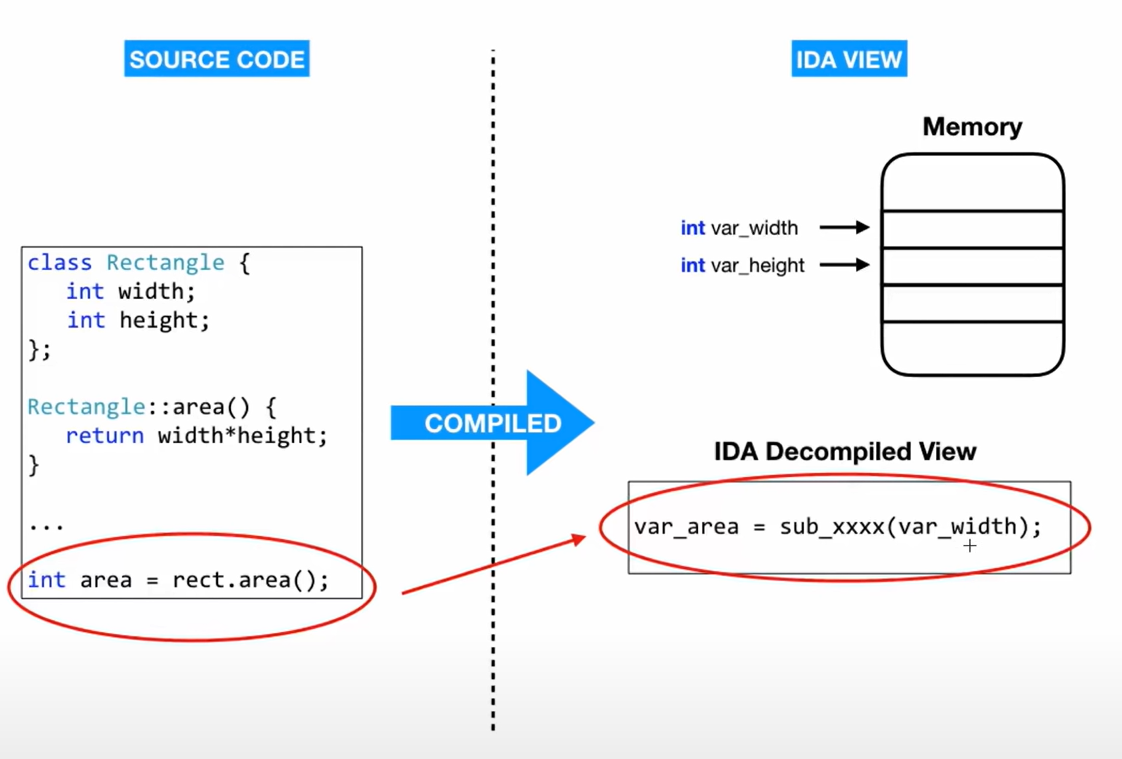 SOURCE CODE
class Rectangle {
int width;
int height;
};
Rectangle::area() {
return width*height;
}
...
int area = rect.area();
COMPILED
IDA VIEW
Memory
int var_width
int var_height
IDA Decompiled View
var_area = sub_xxxx(var_width);